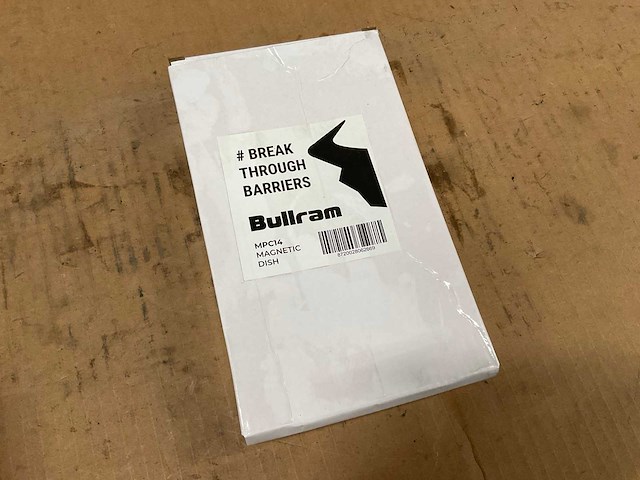 # BREAK
THROUGH
BARRIERS
Bullram
MPC14
MAGNETIC
DISH